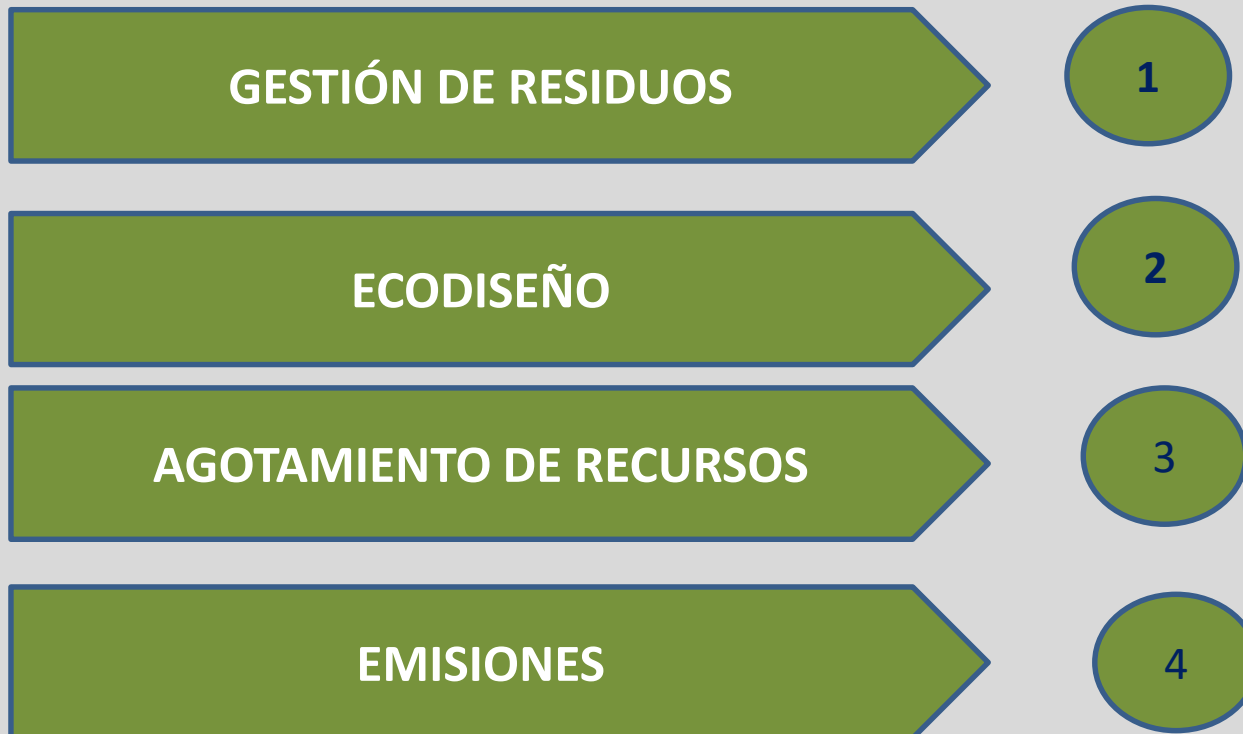 GESTIÓN DE RESIDUOS
1
ECODISEÑO
2
AGOTAMIENTO DE RECURSOS
3
EMISIONES
4